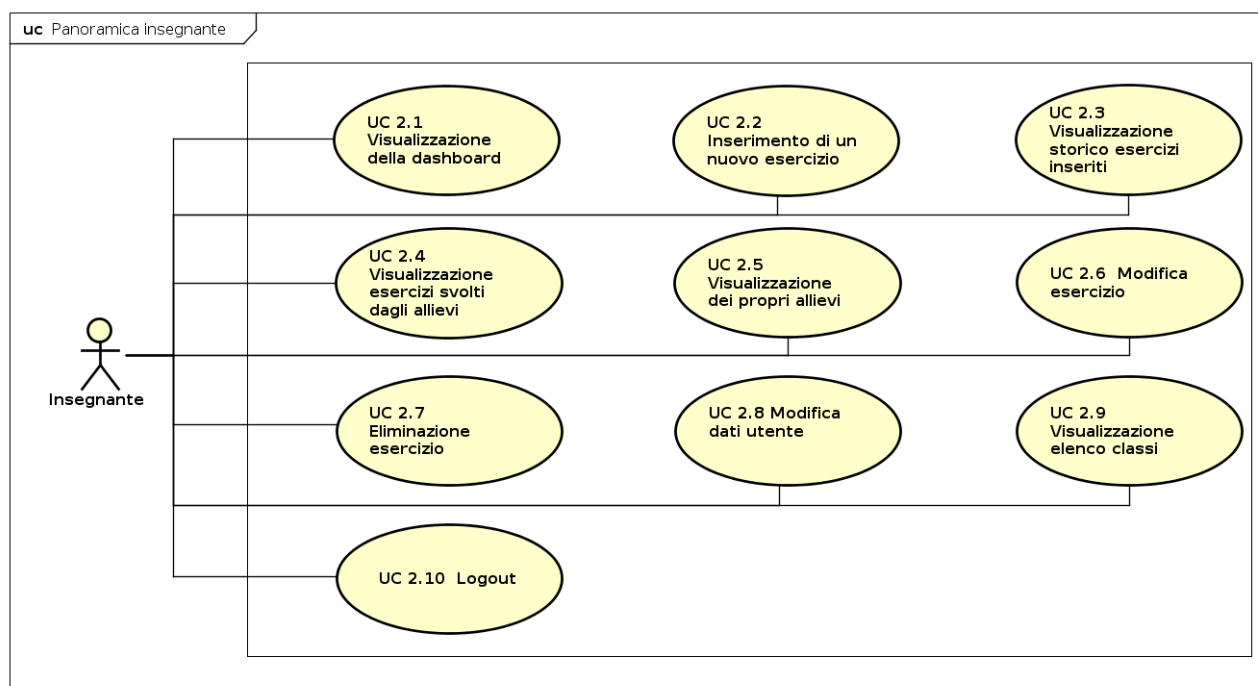 uc Panoramica insegnante
UC 2.1
Visualizzazione
della dashboard
UC 2.2
Inserimento di un
nuovo esercizio
UC 2.3
Visualizzazione
storico esercizi
inseriti
UC 2.4
Visualizzazione
esercizi svolti
dagli allievi
UC 2.5
Visualizzazione
dei propri allievi
UC 2.6 Modifica
esercizio
Insegnante
UC 2.7
Eliminazione
esercizio
UC 2.8 Modifica
dati utente
UC 2.9
Visualizzazione
elenco classi
UC 2.10 Logout